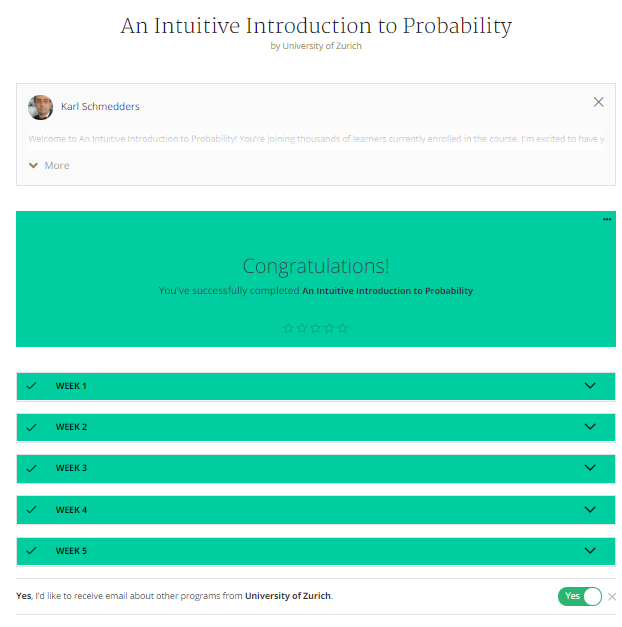 An Intuitive Introduction to Probability
by University of Zurich
Karl Schmedders
Welcome to An Intuitive Introduction to Probability! You're joining thousands of learners currently enrolled in the course. I'm excited to have y
More
Congratulations!
You've successfully completed An Intuitive Introduction to Probability
WEEK 1
WEEK 2
WEEK 3
WEEK 4
WEEK 5
Yes, I'd like to receive email about other programs from University of Zurich.
Yes